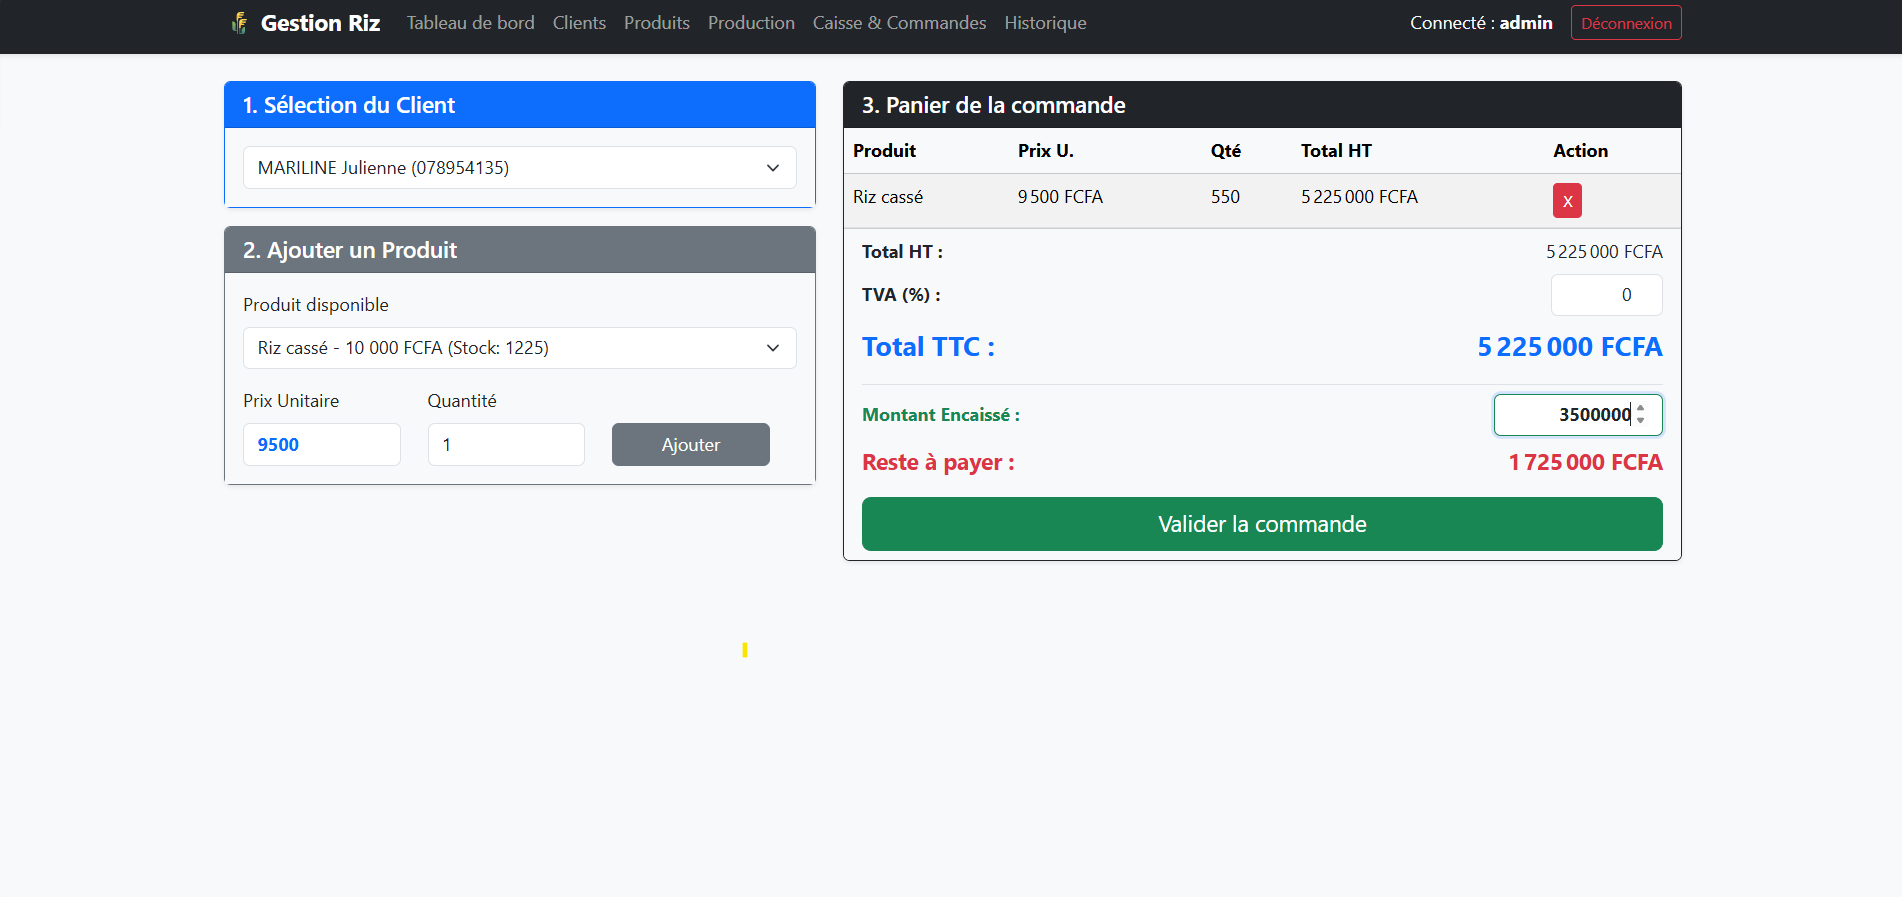 Gestion Riz Tableau de bord Clients Produits Production Caisse & Commandes Historique Connecté : admin Déconnexion
1. Sélection du Client
MARILINE Julienne (078954135)
2. Ajouter un Produit
Produit disponible
Riz cassé - 10 000 FCFA (Stock: 1225)
Prix Unitaire Quantité
9500 1 Ajouter
3. Panier de la commande
Produit Prix U. Qté Total HT Action
Riz cassé 9 500 FCFA 550 5 225 000 FCFA X
Total HT : 5 225 000 FCFA
TVA (%) : 0
Total TTC : 5 225 000 FCFA
Montant Encaissé : 3500000
Reste à payer : 1 725 000 FCFA
Valider la commande